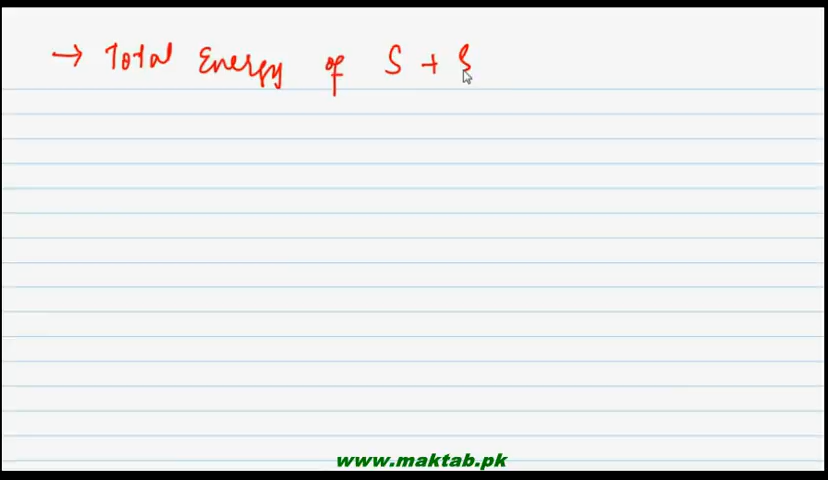 → Total Energy of S + S
www.maktab.pk